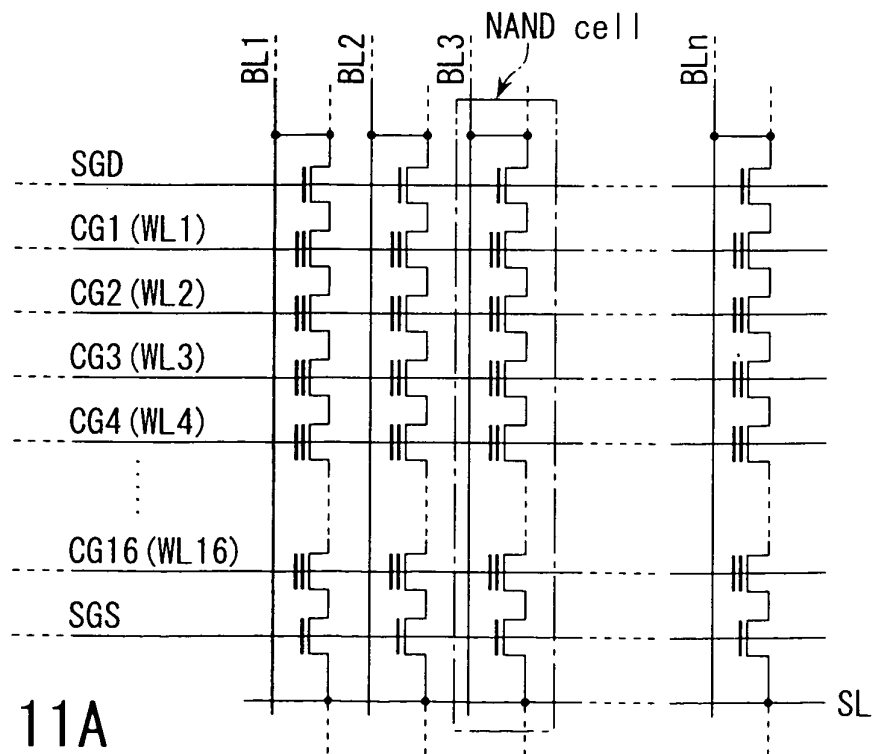 NAND cell
BL1
BL2
BL3
BLn
SGD
CG1(WL1)
CG2(WL2)
CG3(WL3)
CG4(WL4)
CG16(WL16)
SGS
SL
11A